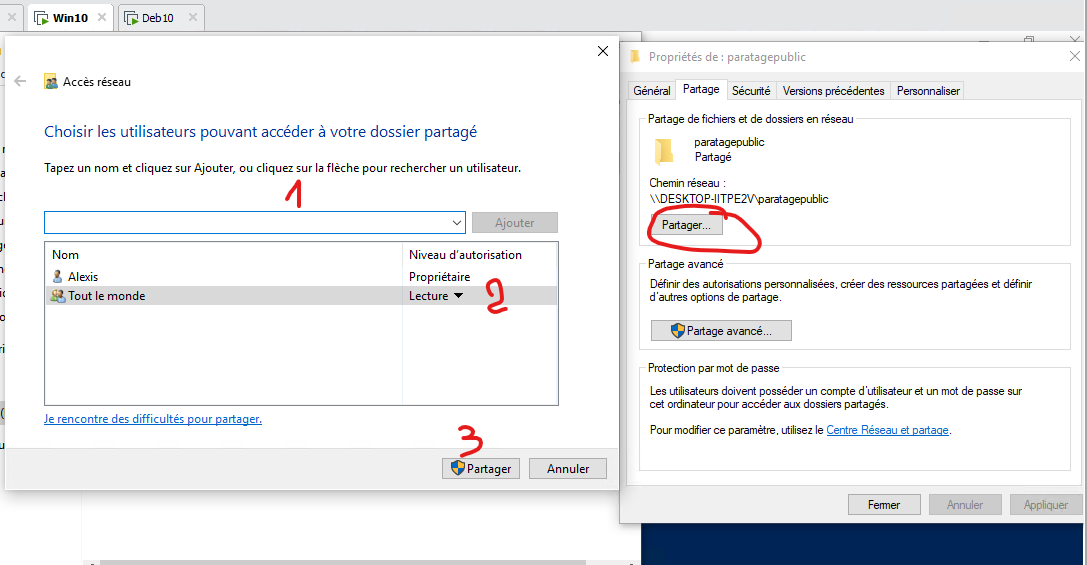 Win10
Deb10
Accès réseau
Choisir les utilisateurs pouvant accéder à votre dossier partagé
Tapez un nom et cliquez sur Ajouter, ou cliquez sur la flèche pour rechercher un utilisateur.
1
Ajouter
Nom
Niveau d'autorisation
Alexis
Propriétaire
Tout le monde
Lecture
2
Je rencontre des difficultés pour partager.
3
Partager
Annuler
Propriétés de : paratagepublic
Général
Partage
Sécurité
Versions précédentes
Personnaliser
Partage de fichiers et de dossiers en réseau
paratagepublic
Partagé
Chemin réseau :
\\DESKTOP-IITPE2V\paratagepublic
Partager...
Partage avancé
Définir des autorisations personnalisées, créer des ressources partagées et définir
d'autres options de partage.
Partage avancé...
Protection par mot de passe
Les utilisateurs doivent posséder un compte d'utilisateur et un mot de passe sur
cet ordinateur pour accéder aux dossiers partagés.
Pour modifier ce paramètre, utilisez le Centre Réseau et partage.
Fermer
Annuler
Appliquer